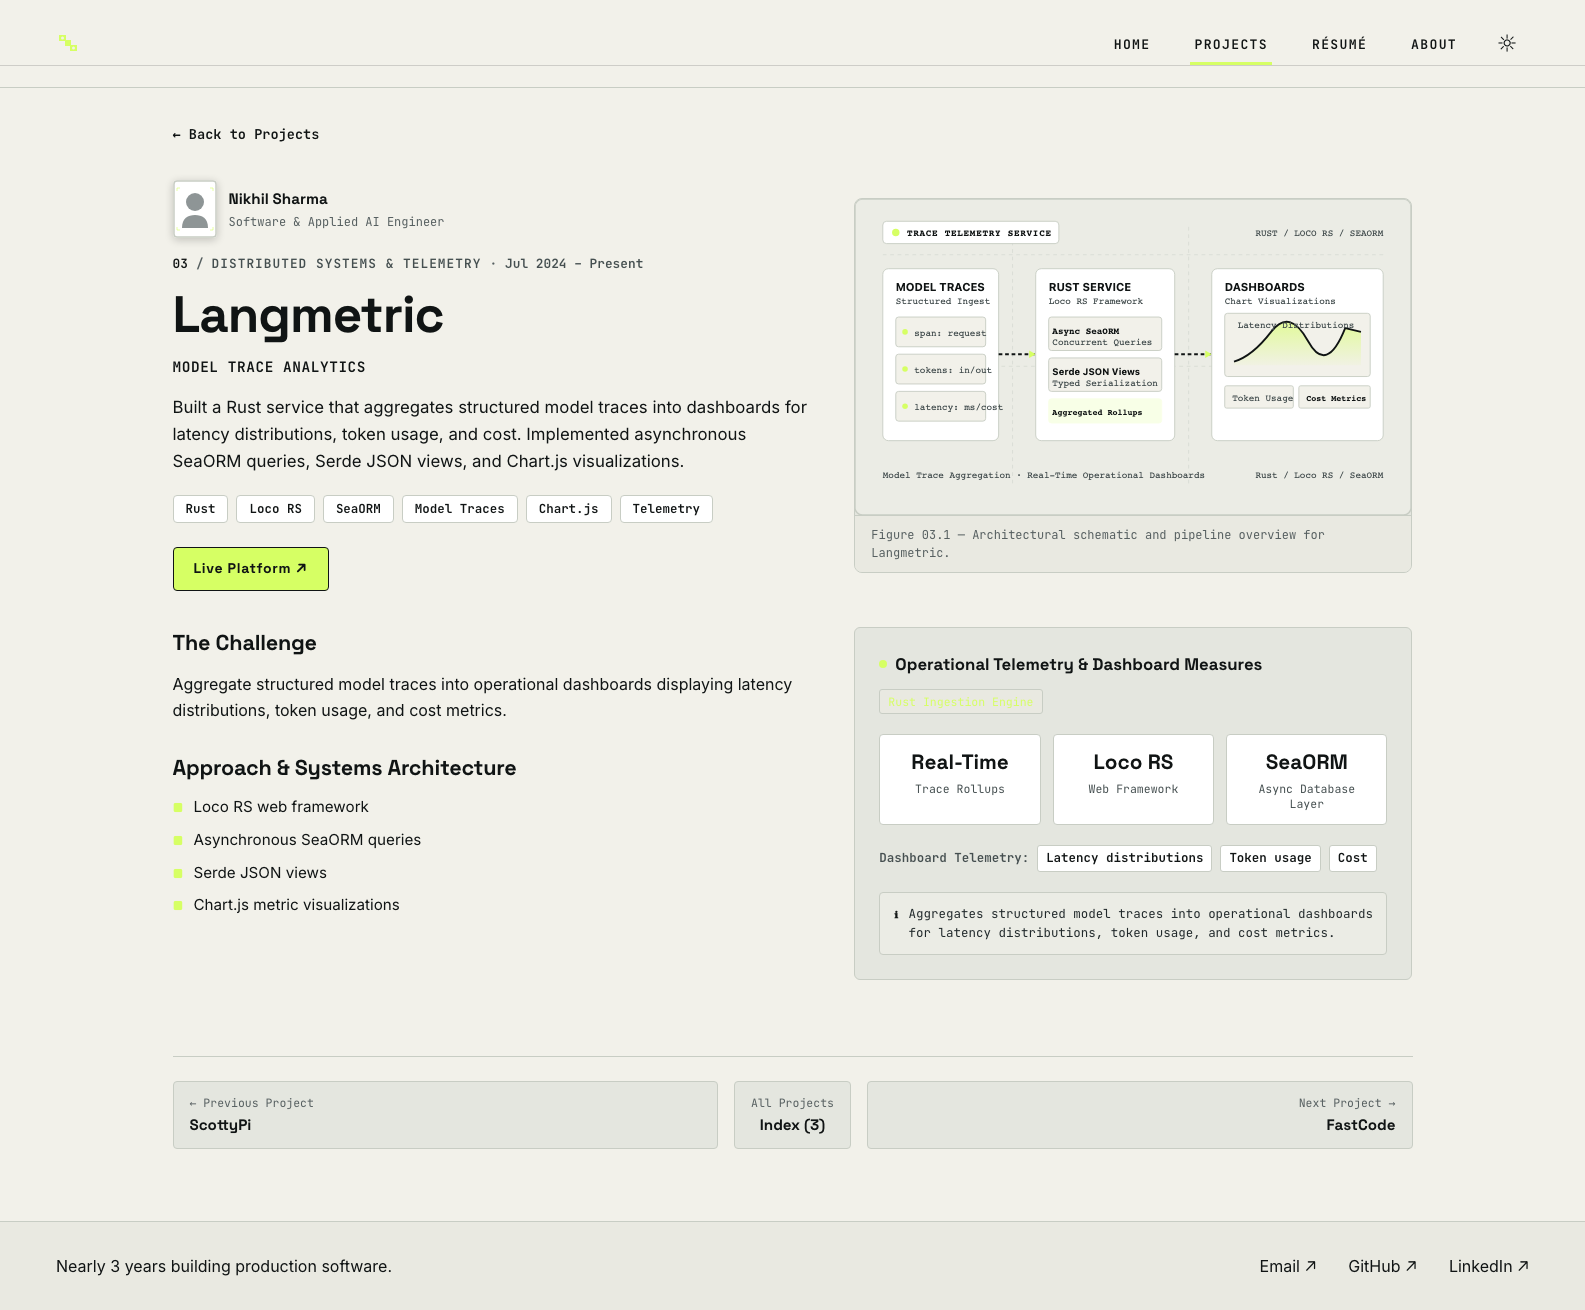 HOME
PROJECTS
RÉSUMÉ
ABOUT
← Back to Projects
Nikhil Sharma
Software & Applied AI Engineer
03 / DISTRIBUTED SYSTEMS & TELEMETRY · Jul 2024 – Present
Langmetric
MODEL TRACE ANALYTICS
Built a Rust service that aggregates structured model traces into dashboards for
latency distributions, token usage, and cost. Implemented asynchronous
SeaORM queries, Serde JSON views, and Chart.js visualizations.
Rust
Loco RS
SeaORM
Model Traces
Chart.js
Telemetry
Live Platform ↗
TRACE TELEMETRY SERVICE
RUST / LOCO RS / SEAORM
MODEL TRACES
Structured Ingest
span: request
tokens: in/out
latency: ms/cost
RUST SERVICE
Loco RS Framework
Async SeaORM
Concurrent Queries
Serde JSON Views
Typed Serialization
Aggregated Rollups
DASHBOARDS
Chart Visualizations
Latency Distributions
Token Usage
Cost Metrics
Model Trace Aggregation · Real-Time Operational Dashboards
Rust / Loco RS / SeaORM
Figure 03.1 — Architectural schematic and pipeline overview for
Langmetric.
The Challenge
Aggregate structured model traces into operational dashboards displaying latency
distributions, token usage, and cost metrics.
Approach & Systems Architecture
Loco RS web framework
Asynchronous SeaORM queries
Serde JSON views
Chart.js metric visualizations
Operational Telemetry & Dashboard Measures
Rust Ingestion Engine
Real-Time
Trace Rollups
Loco RS
Web Framework
SeaORM
Async Database
Layer
Dashboard Telemetry:
Latency distributions
Token usage
Cost
ℹ Aggregates structured model traces into operational dashboards
for latency distributions, token usage, and cost metrics.
← Previous Project
ScottyPi
All Projects
Index (3)
Next Project →
FastCode
Nearly 3 years building production software.
Email ↗
GitHub ↗
LinkedIn ↗